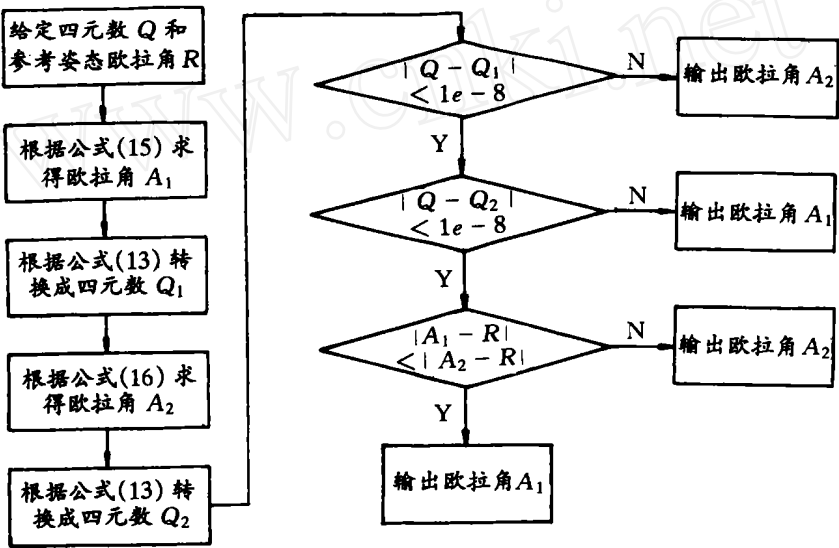 给定四元数 Q 和
参考姿态欧拉角 R
根据公式(15) 求
得欧拉角 A₁
根据公式(13) 转
换成四元数 Q₁
根据公式(16) 求
得欧拉角 A₂
根据公式(13) 转
换成四元数 Q₂
| Q - Q₁ |
< 1e - 8
N
输出欧拉角 A₂
Y
| Q - Q₂ |
< 1e - 8
N
输出欧拉角 A₁
Y
|A₁ - R|
< | A₂ - R|
N
输出欧拉角 A₂
Y
输出欧拉角 A₁